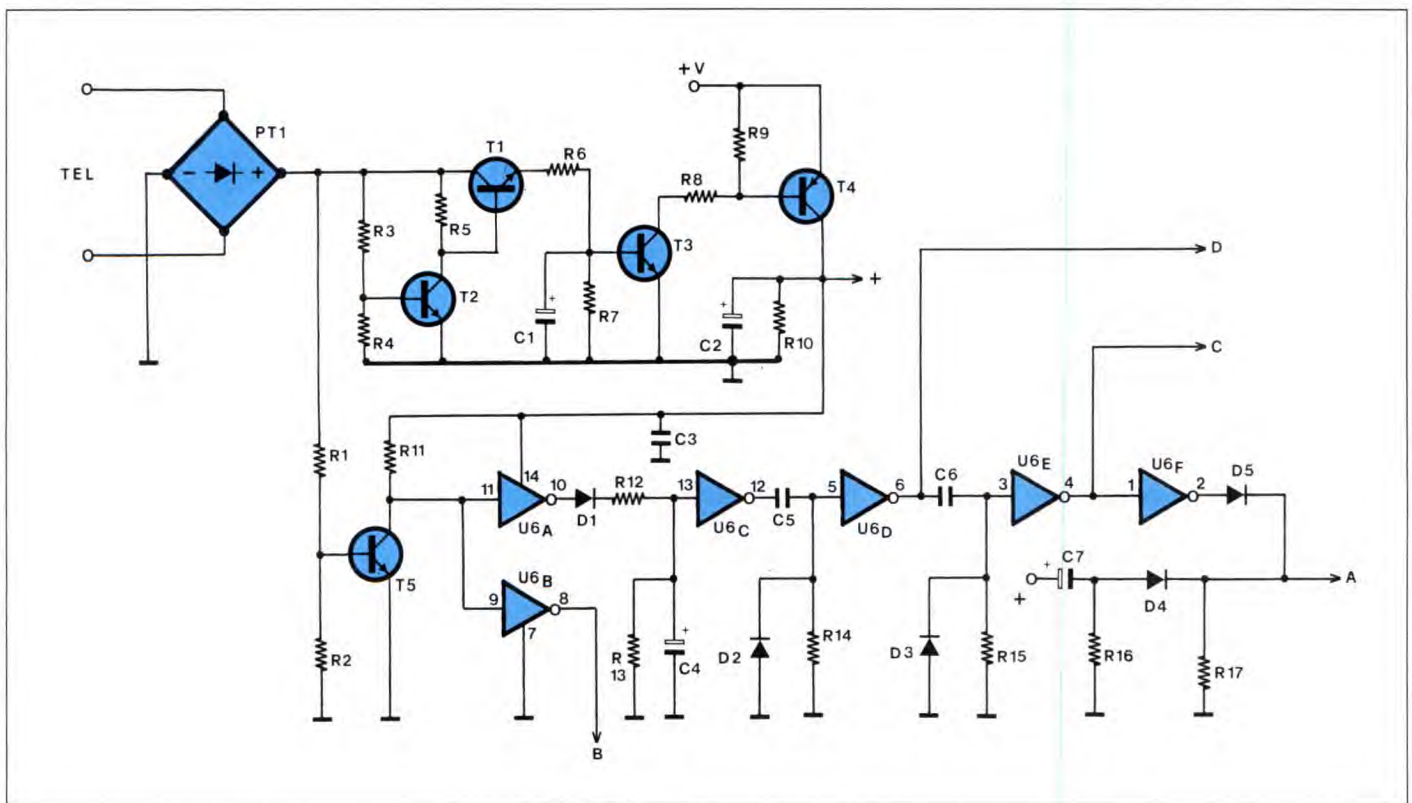 +V
PT1
R9
T1
R6
TEL
- +
R8
T4
R3
R5
T3
D
T2
+
C1
+
R7
C2
+
R10
+
R4
C
R1
R11
C3
14
11
10
R12
13
12
5
6
C6
3
U6E
4
1
U6F
2
D5
U6A
D1
U6C
C5
U6D
T5
U6B
9
8
7
C7
+
+
D4
A
R2
R
13
+
C4
D2
R14
D3
R15
R16
R17
B